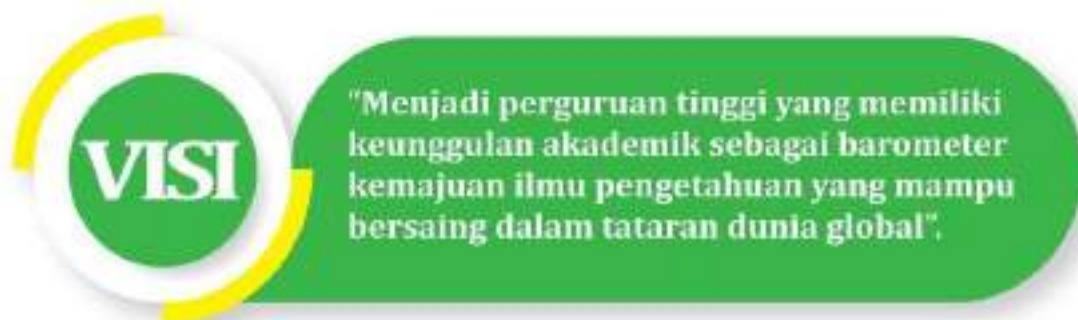 VISI
"Menjadi perguruan tinggi yang memiliki
keunggulan akademik sebagai barometer
kemajuan ilmu pengetahuan yang mampu
bersaing dalam tataran dunia global".